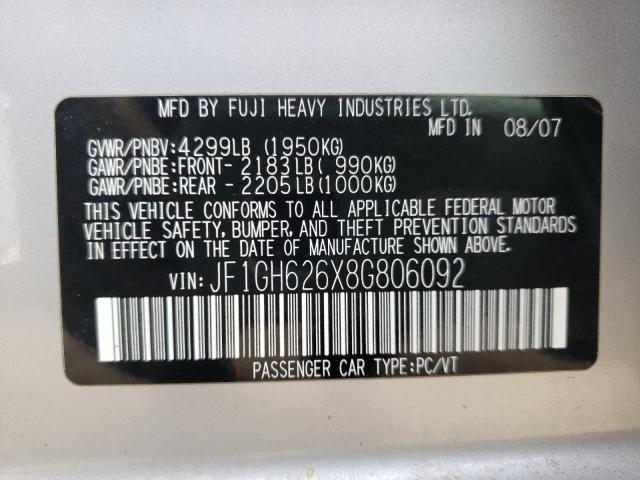 MFD BY FUJI HEAVY INDUSTRIES LTD.
MFD IN 08/07
GVWR/PNBV:4299LB (1950KG)
GAWR/PNBE:FRONT- 2183LB( 990KG)
GAWR/PNBE:REAR - 2205LB(1000KG)
THIS VEHICLE CONFORMS TO ALL APPLICABLE FEDERAL MOTOR
VEHICLE SAFETY, BUMPER, AND THEFT PREVENTION STANDARDS
IN EFFECT ON THE DATE OF MANUFACTURE SHOWN ABOVE.
VIN: JF1GH626X8G806092
PASSENGER CAR TYPE:PC/VT